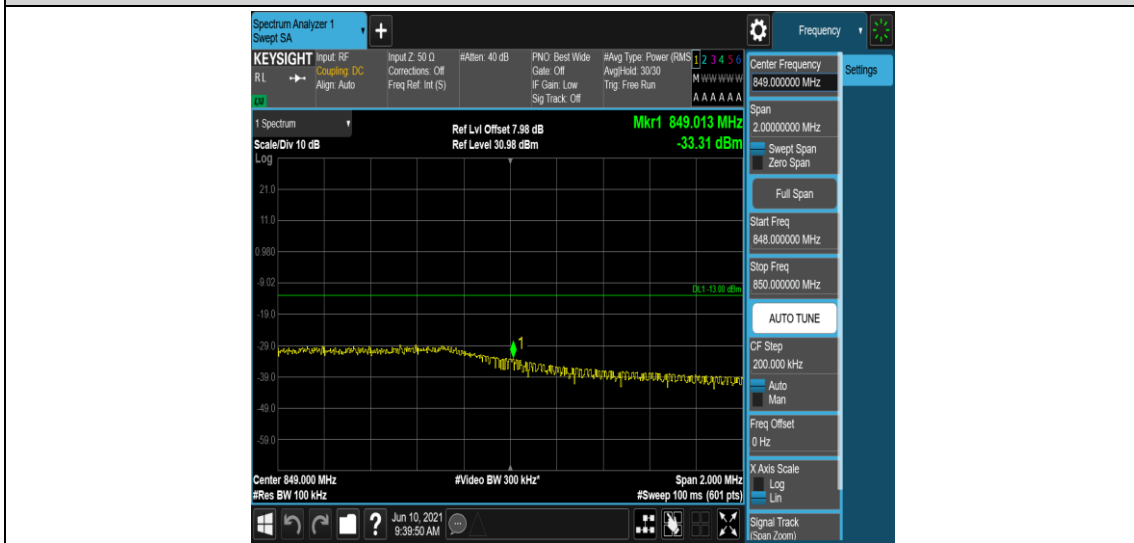 Spectrum Analyzer 1
Swept SA
+
Frequency
KEYSIGHT
RL
LXI
Input: RF
Coupling: DC
Align: Auto
Input Z: 50 Ω
Corrections: Off
Freq Ref: Int (S)
#Atten: 40 dB
PNO: Best Wide
Gate: Off
IF Gain: Low
Sig Track: Off
#Avg Type: Power (RMS
Avg|Hold: 30/30
Trig: Free Run
1 2 3 4 5 6
M W W W W W
A A A A A A
Center Frequency
849.000000 MHz
Settings
Span
2.00000000 MHz
Swept Span
Zero Span
Full Span
Start Freq
848.000000 MHz
Stop Freq
850.000000 MHz
AUTO TUNE
CF Step
200.000 kHz
Auto
Man
Freq Offset
0 Hz
X Axis Scale
Log
Lin
Signal Track
(Span Zoom)
1 Spectrum
Scale/Div 10 dB
Log
Ref Lvl Offset 7.98 dB
Ref Level 30.98 dBm
Mkr1 849.013 MHz
-33.31 dBm
21.0
11.0
0.980
-9.02
DL1 -13.00 dBm
-19.0
-29.0
1
-39.0
-49.0
-59.0
Center 849.000 MHz
#Video BW 300 kHz*
Span 2.000 MHz
#Res BW 100 kHz
#Sweep 100 ms (601 pts)
?
Jun 10, 2021
9:39:50 AM